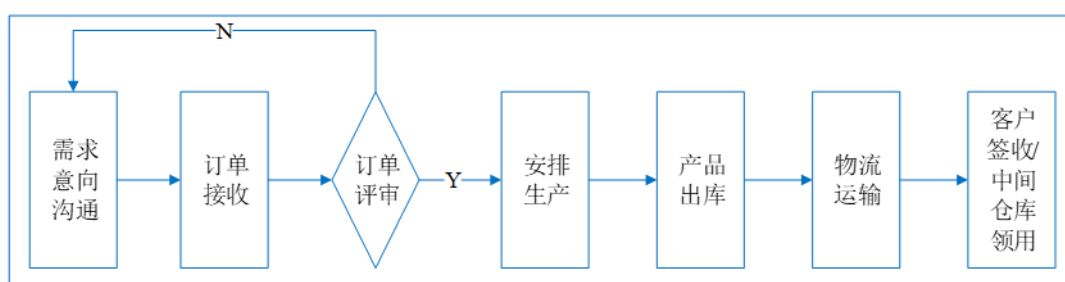 N
需求
意向
沟通
订单
接收
订单
评审
Y
安排
生产
产品
出库
物流
运输
客户
签收/
中间
仓库
领用